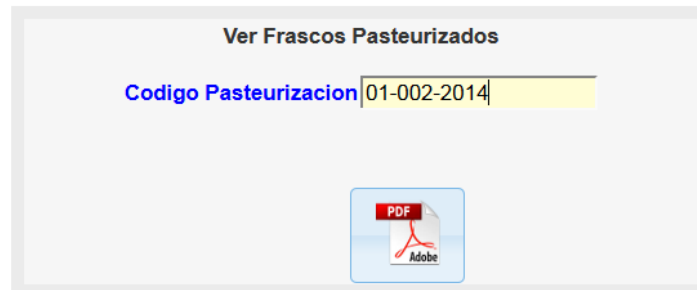 Ver Frascos Pasteurizados
Codigo Pasteurizacion 01-002-2014
PDF
Adobe